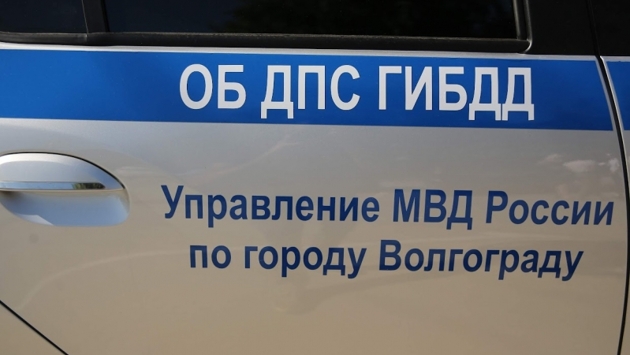 ОБ ДПС ГИБДД
Управление МВД России
по городу Волгограду